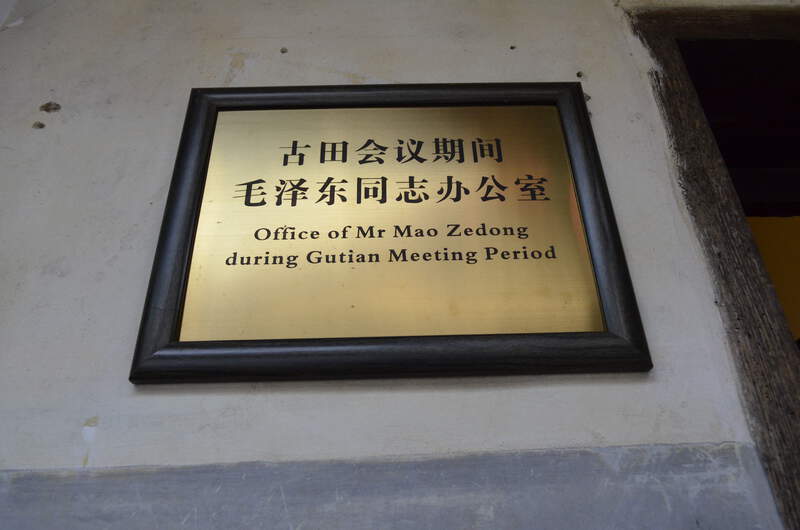 古田会议期间
毛泽东同志办公室
Office of Mr Mao Zedong
during Gutian Meeting Period